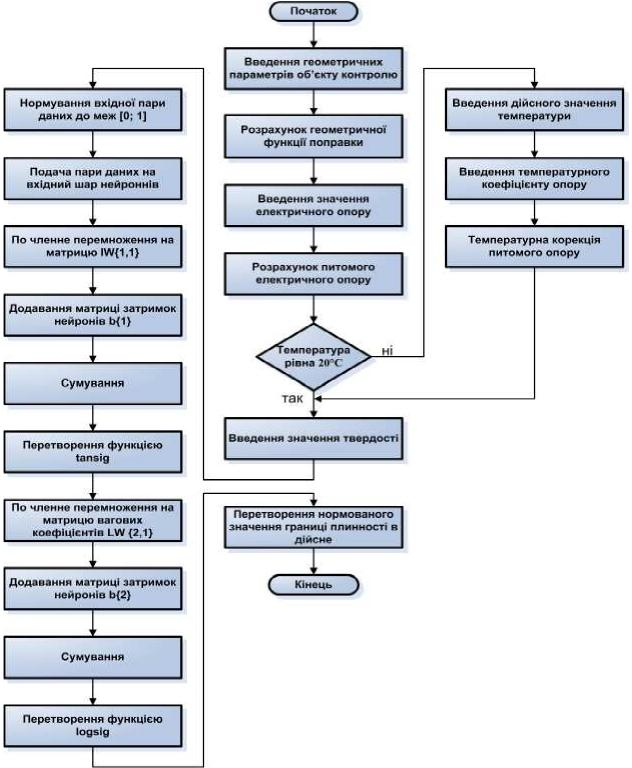 Початок
Введення геометричних
параметрів об'єкту контролю
Розрахунок геометричної
функції поправки
Введення значення
електричного опору
Розрахунок питомого
електричного опору
Температура
рівна 20°С
ні
так
Введення дійсного значення
температури
Введення температурного
коефіцієнту опору
Температурна корекція
питомого опору
Введення значення твердості
Нормування вхідної пари
даних до меж [0; 1]
Подача пари даних на
вхідний шар нейроннів
По членне перемноження на
матрицю IW{1,1}
Додавання матриці затримок
нейронів b{1}
Сумування
Перетворення функцією
tansig
По членне перемноження на
матрицю вагових
коефіцієнтів LW {2,1}
Додавання матриці затримок
нейронів b{2}
Сумування
Перетворення функцією
logsig
Перетворення нормованого
значення границі плинності в
дійсне
Кінець